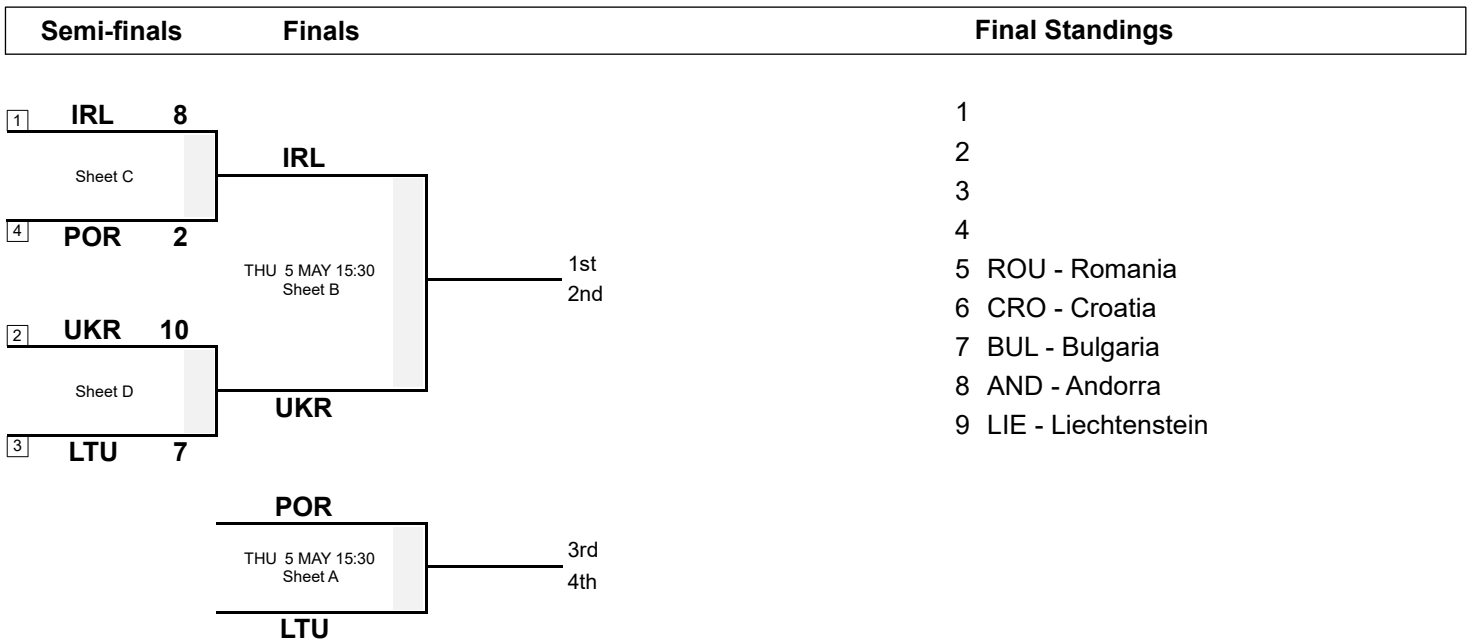 Semi-finals Finals Final Standings
1 IRL 8
Sheet C
4 POR 2
IRL
THU 5 MAY 15:30
Sheet B
UKR
1st
2nd
2 UKR 10
Sheet D
3 LTU 7
POR
THU 5 MAY 15:30
Sheet A
LTU
3rd
4th
1
2
3
4
5 ROU - Romania
6 CRO - Croatia
7 BUL - Bulgaria
8 AND - Andorra
9 LIE - Liechtenstein